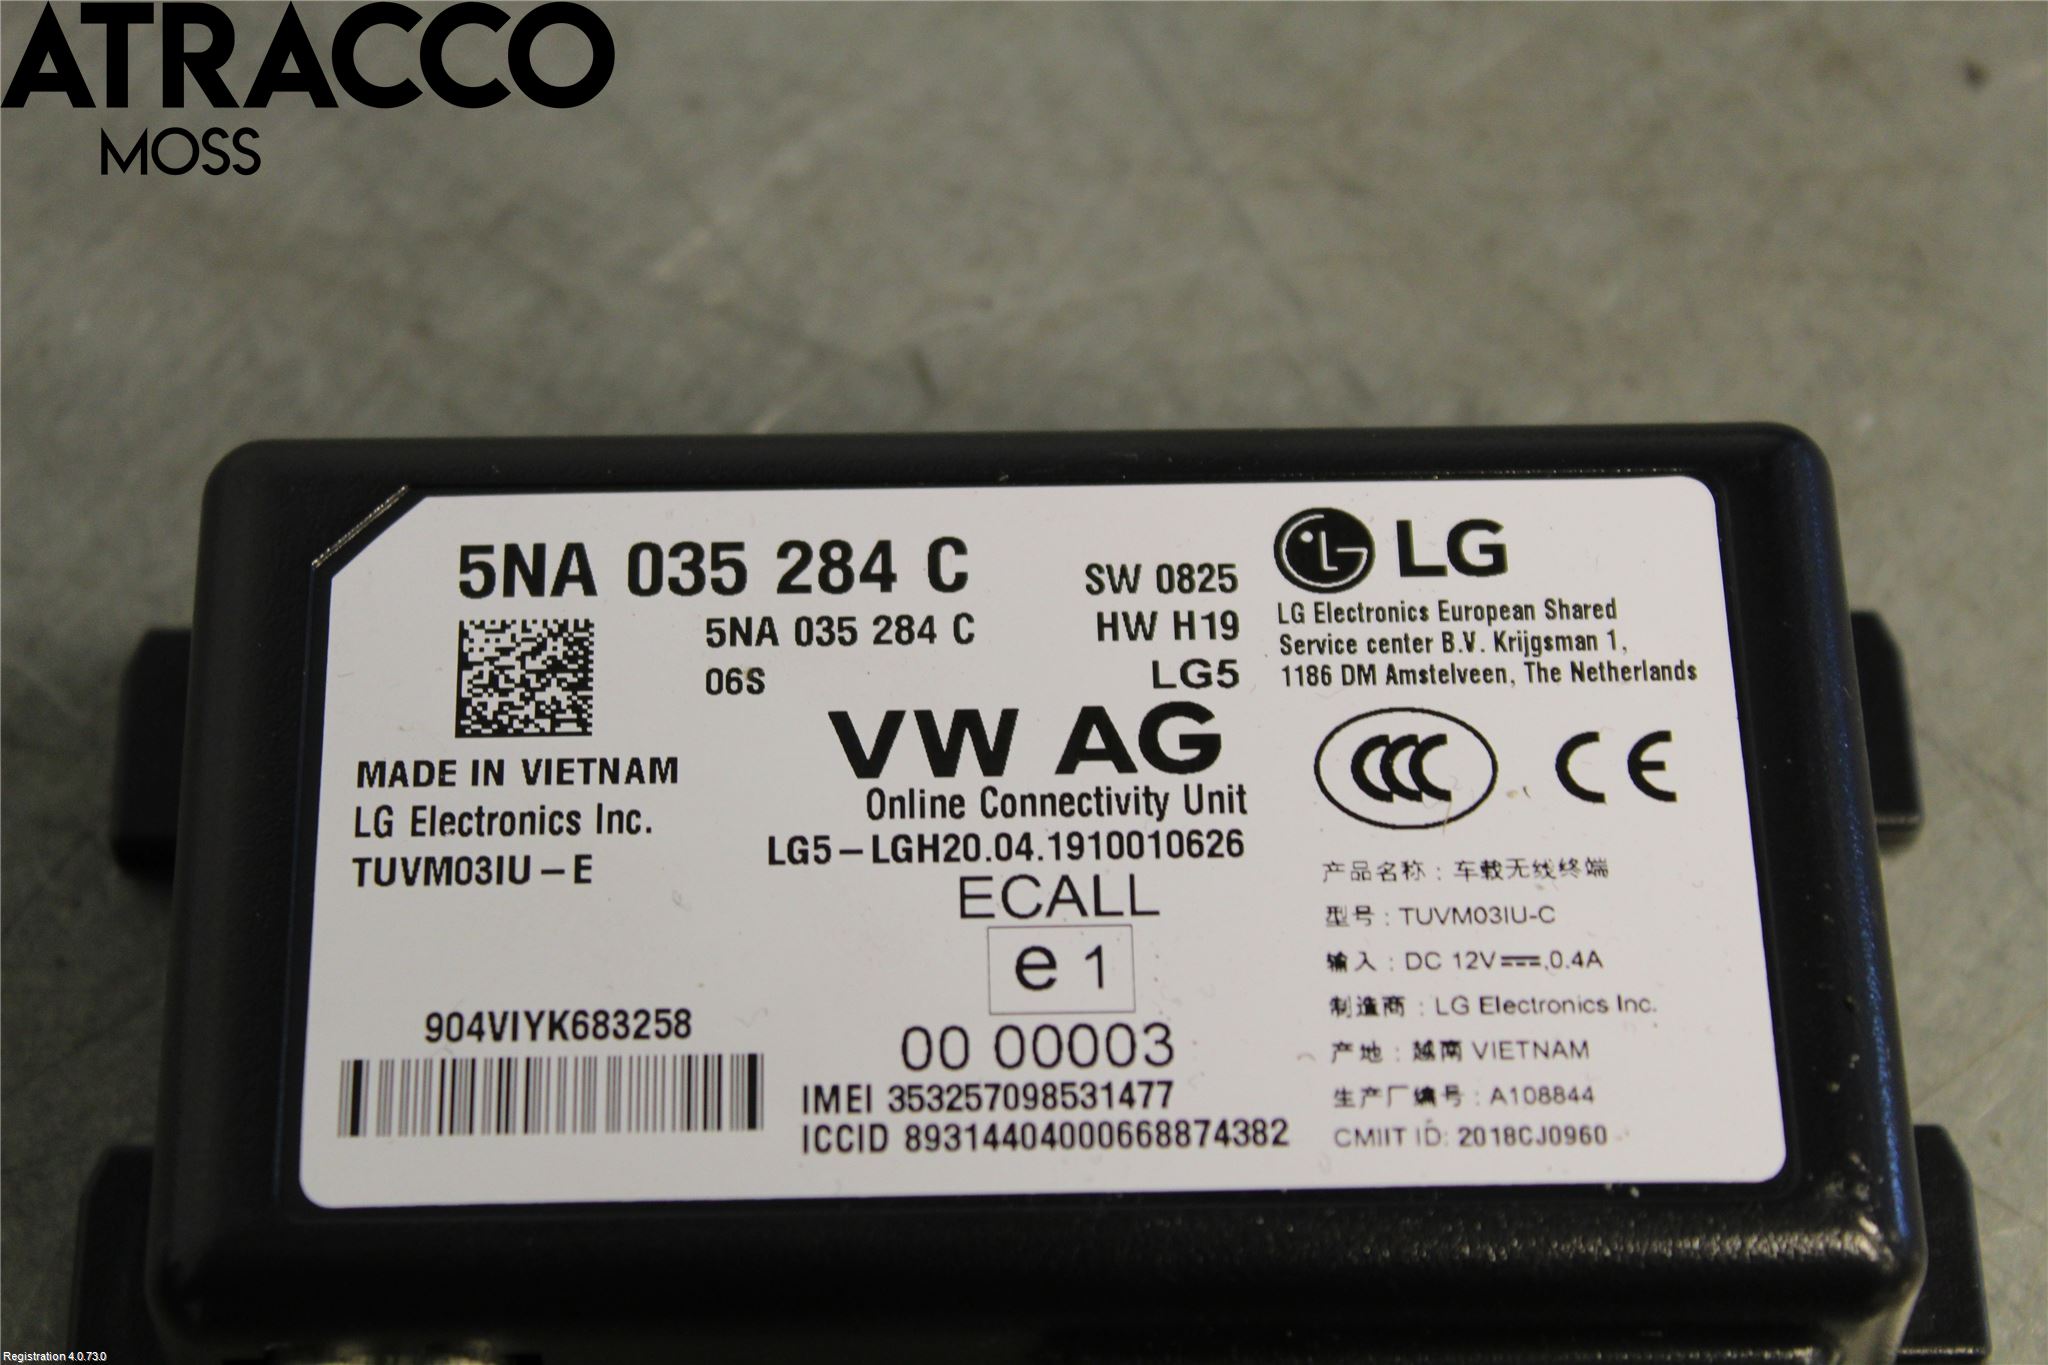 ATRACCO
MOSS
5NA 035 284 C
5NA 035 284 C
06S
SW 0825
HW H19
LG5
LG
LG Electronics European Shared
Service center B.V. Krijgsman 1,
1186 DM Amstelveen, The Netherlands
VW AG
Online Connectivity Unit
LG5-LGH20.04.1910010626
MADE IN VIETNAM
LG Electronics Inc.
TUVM03IU-E
CCC
CE
ECALL
e 1
00 00003
904VIYK683258
IMEI 353257098531477
ICCID 89314404000668874382
产品名称：车载无线终端
型号：TUVM03IU-C
输入：DC 12V⎓,0.4A
制造商：LG Electronics Inc.
产地：越南 VIETNAM
生产厂编号：A108844
CMIIT ID: 2018CJ0960
Registration 4.0.73.0